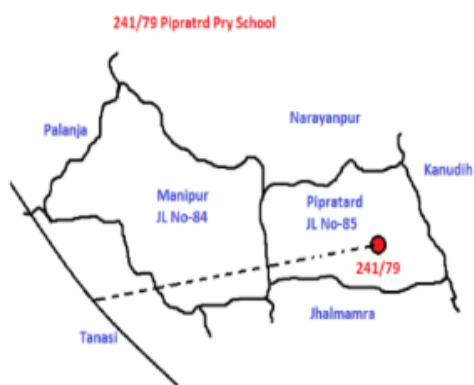 241/79 Pipratrd Pry School
Palanja
Narayanpur
Kanudih
Manipur
JL No-84
Pipratard
JL No-85
241/79
Jhalmamra
Tanasi